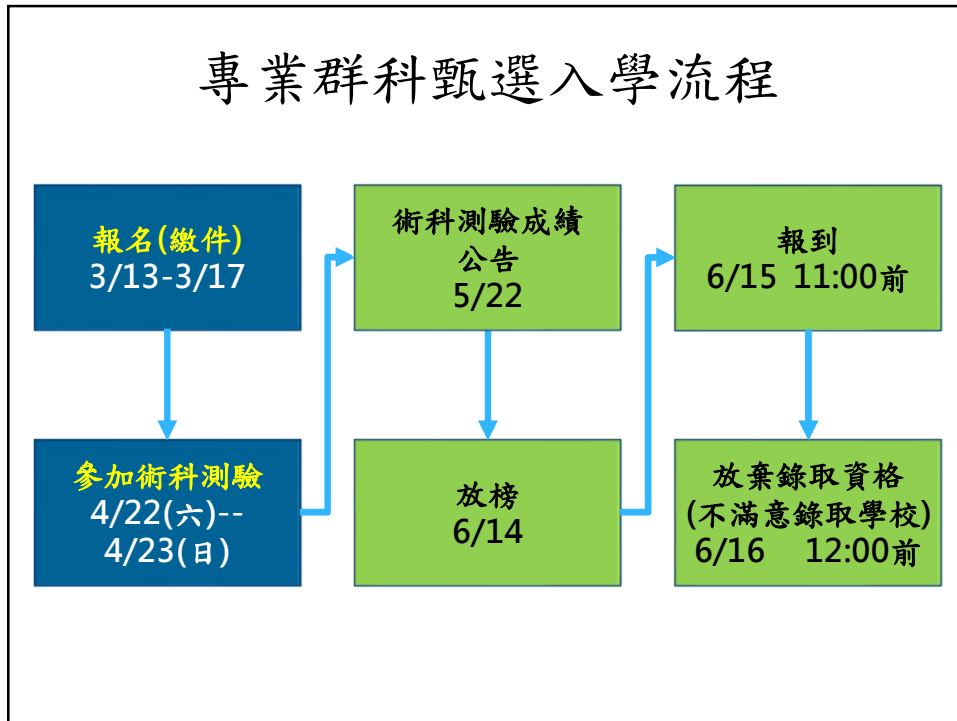 專業群科甄選入學流程
報名(繳件)
3/13-3/17
參加術科測驗
4/22(六)--
4/23(日)
術科測驗成績
公告
5/22
放榜
6/14
報到
6/15 11:00前
放棄錄取資格
(不滿意錄取學校)
6/16 12:00前